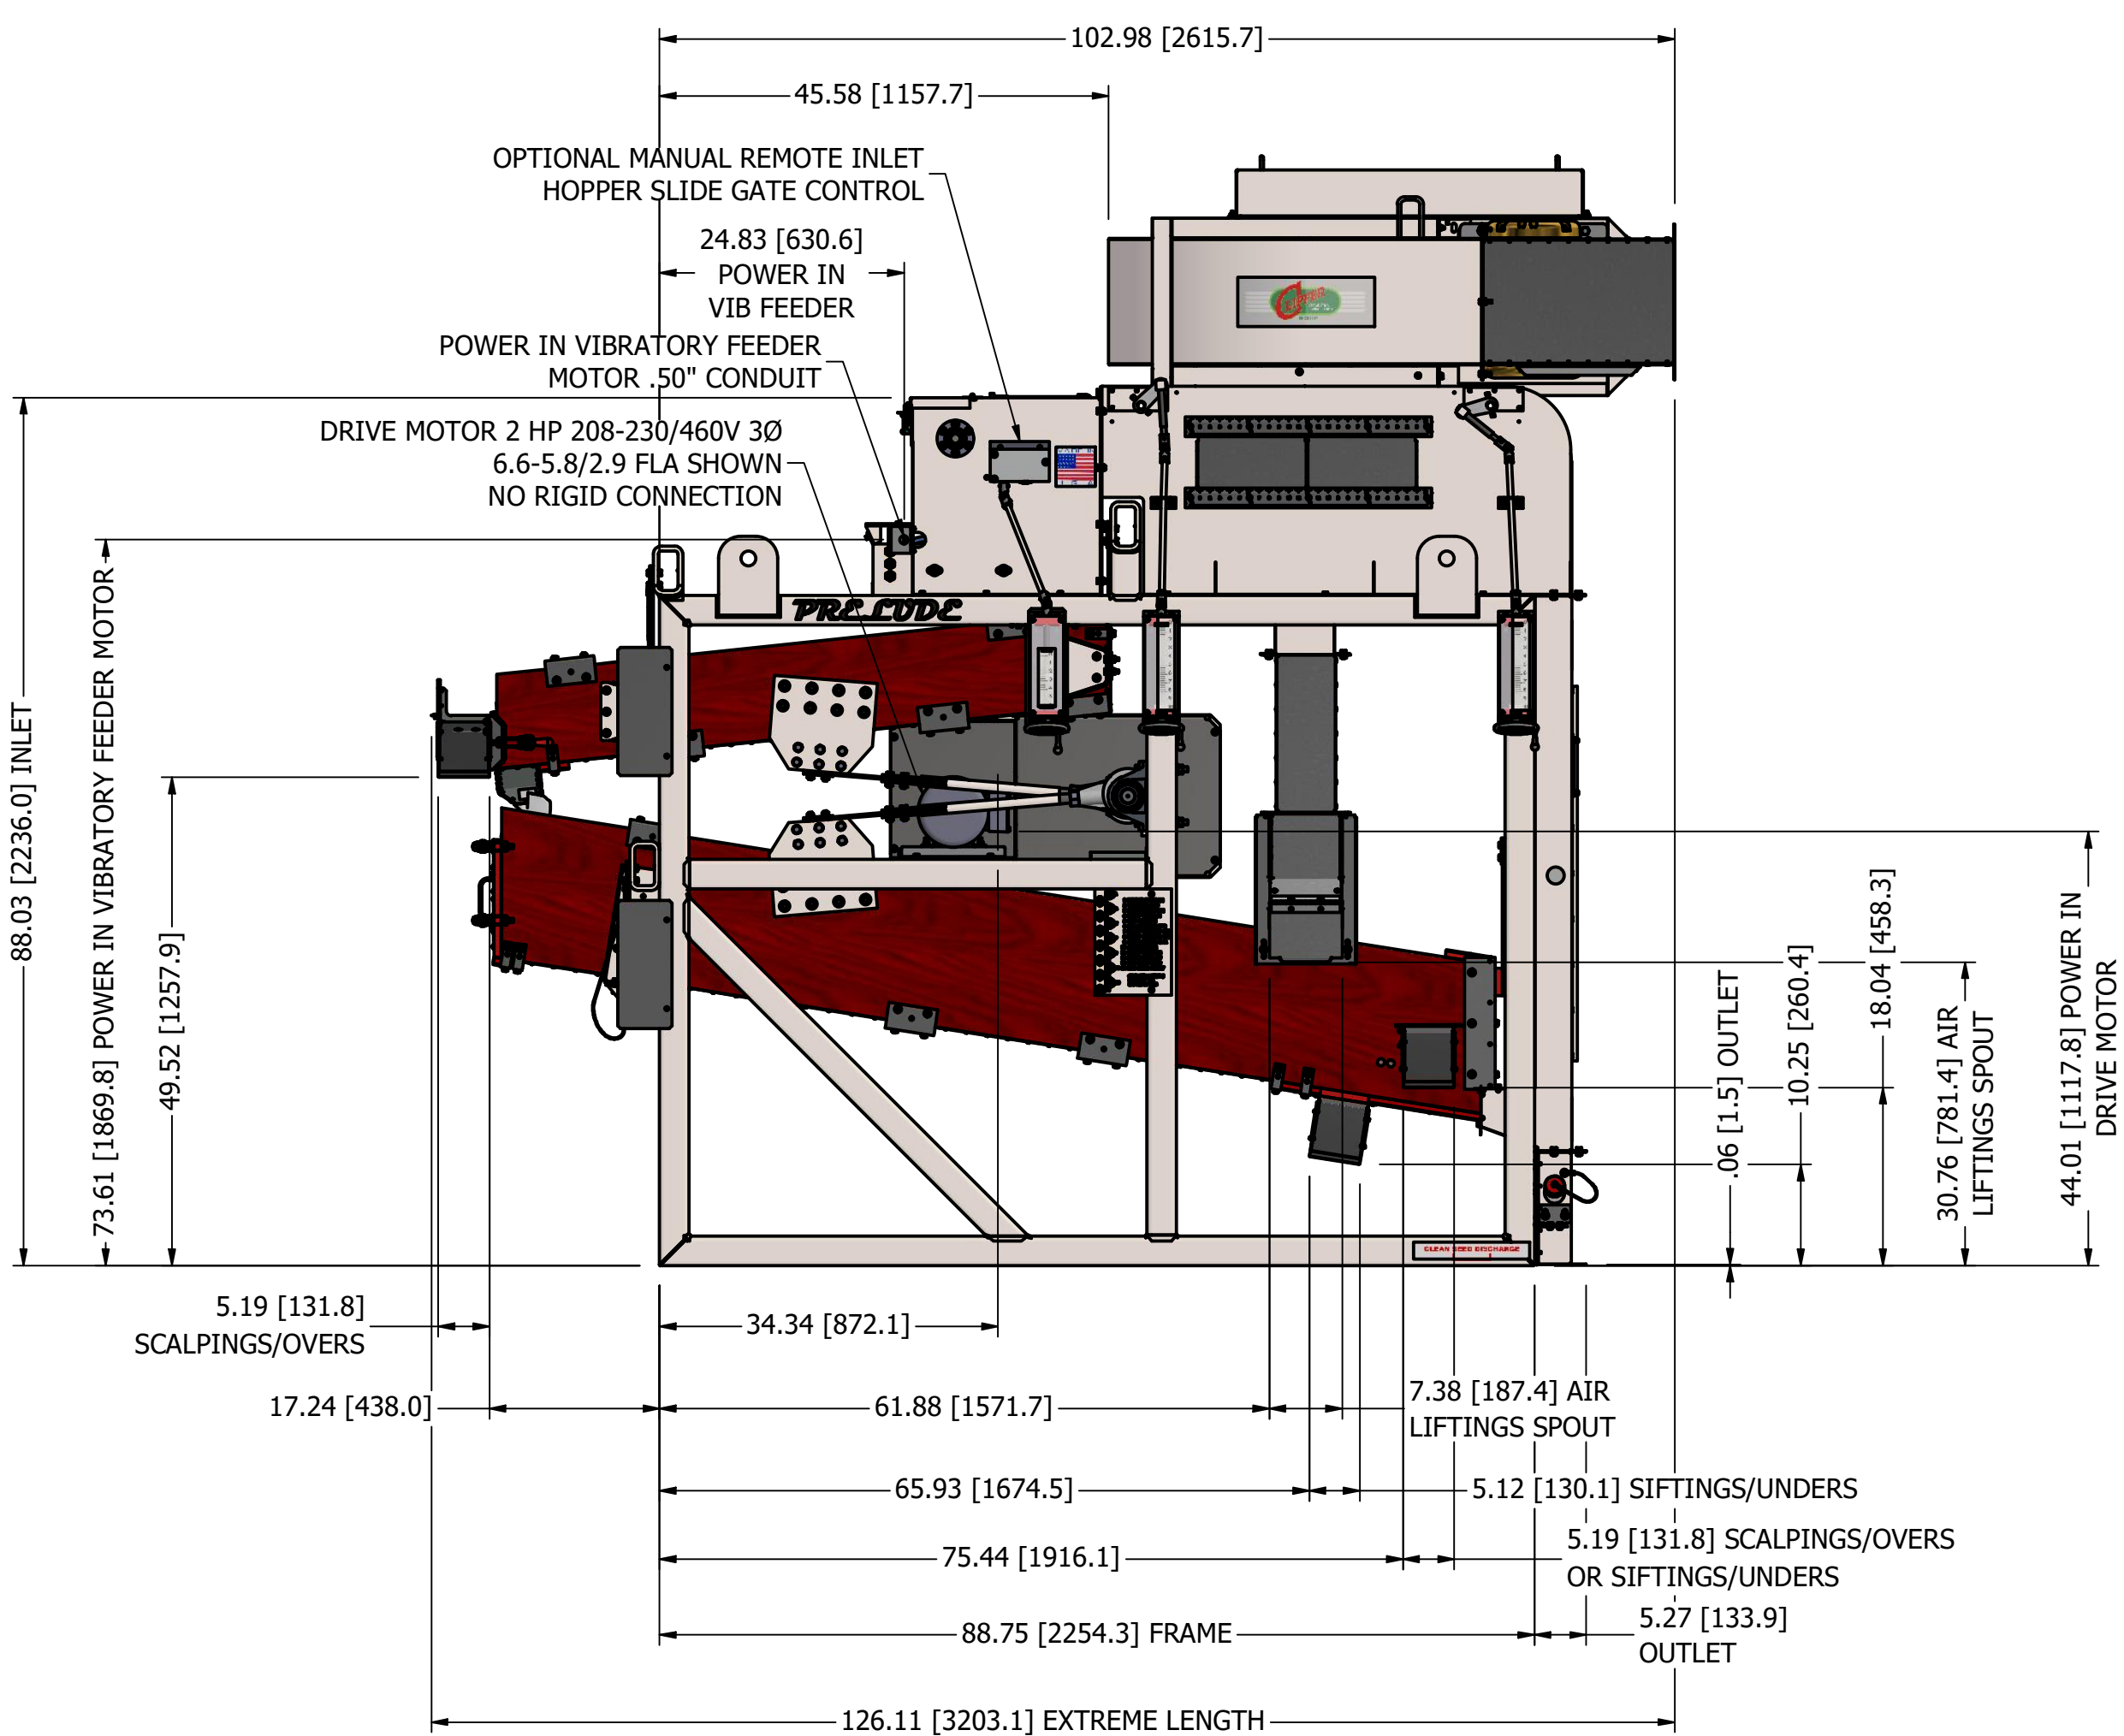 102.98 [2615.7]
45.58 [1157.7]
OPTIONAL MANUAL REMOTE INLET
HOPPER SLIDE GATE CONTROL
24.83 [630.6]
POWER IN
VIB FEEDER
POWER IN VIBRATORY FEEDER
MOTOR .50" CONDUIT
DRIVE MOTOR 2 HP 208-230/460V 3Ø
6.6-5.8/2.9 FLA SHOWN
NO RIGID CONNECTION
CLIPPER
PRELUDE
88.03 [2236.0] INLET
73.61 [1869.8] POWER IN VIBRATORY FEEDER MOTOR
49.52 [1257.9]
.06 [1.5] OUTLET
10.25 [260.4]
18.04 [458.3]
30.76 [781.4] AIR
LIFTINGS SPOUT
44.01 [1117.8] POWER IN
DRIVE MOTOR
CLEAN SEED DISCHARGE
5.19 [131.8]
SCALPINGS/OVERS
34.34 [872.1]
17.24 [438.0]
61.88 [1571.7]
7.38 [187.4] AIR
LIFTINGS SPOUT
65.93 [1674.5]
5.12 [130.1] SIFTINGS/UNDERS
75.44 [1916.1]
5.19 [131.8] SCALPINGS/OVERS
OR SIFTINGS/UNDERS
88.75 [2254.3] FRAME
5.27 [133.9]
OUTLET
126.11 [3203.1] EXTREME LENGTH